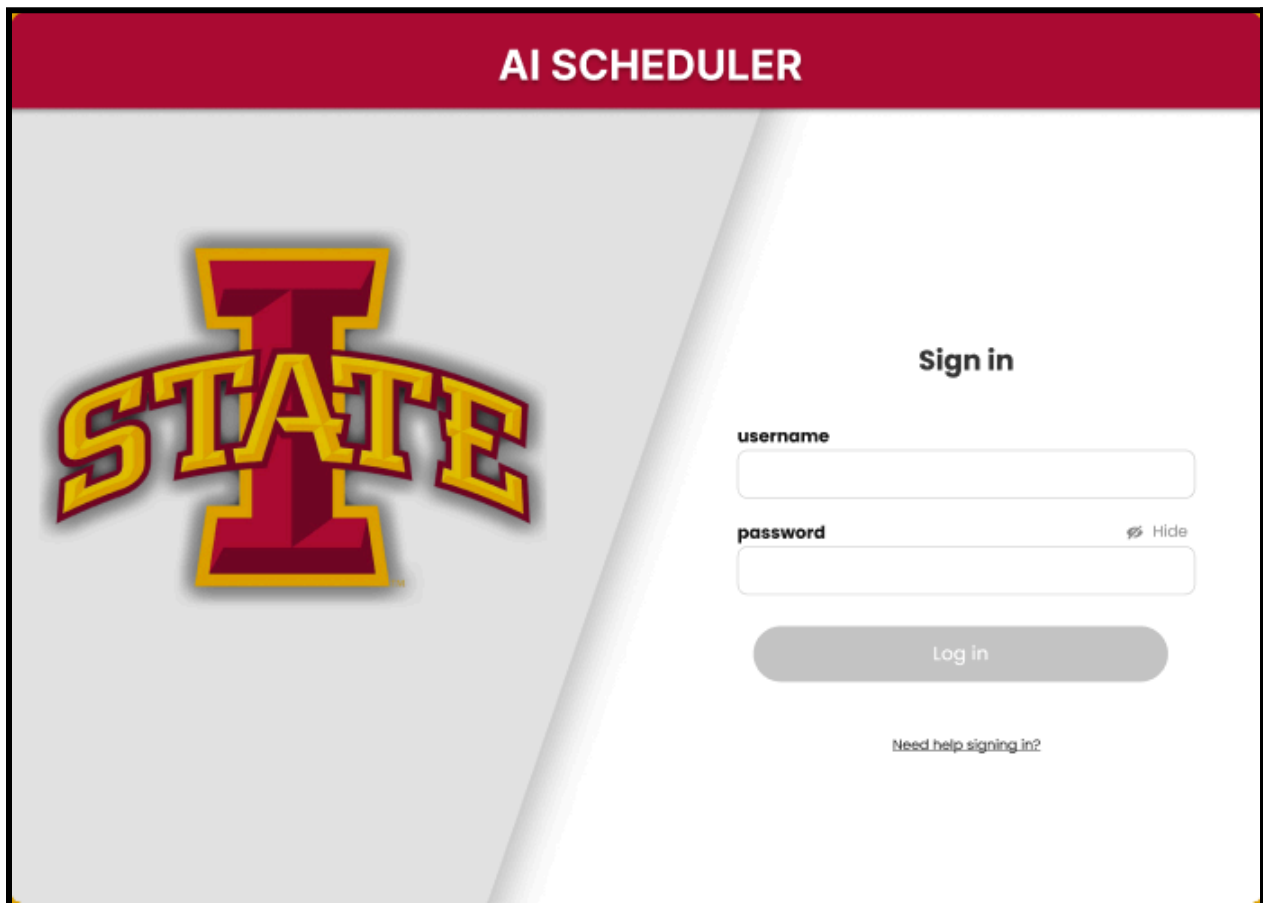 AI SCHEDULER
I
STATE
Sign in
username
password Hide
Log in
Need help signing in?